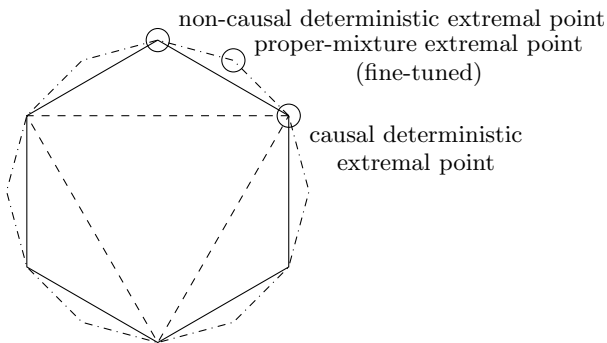 non-causal deterministic extremal point
proper-mixture extremal point
(fine-tuned)
causal deterministic
extremal point